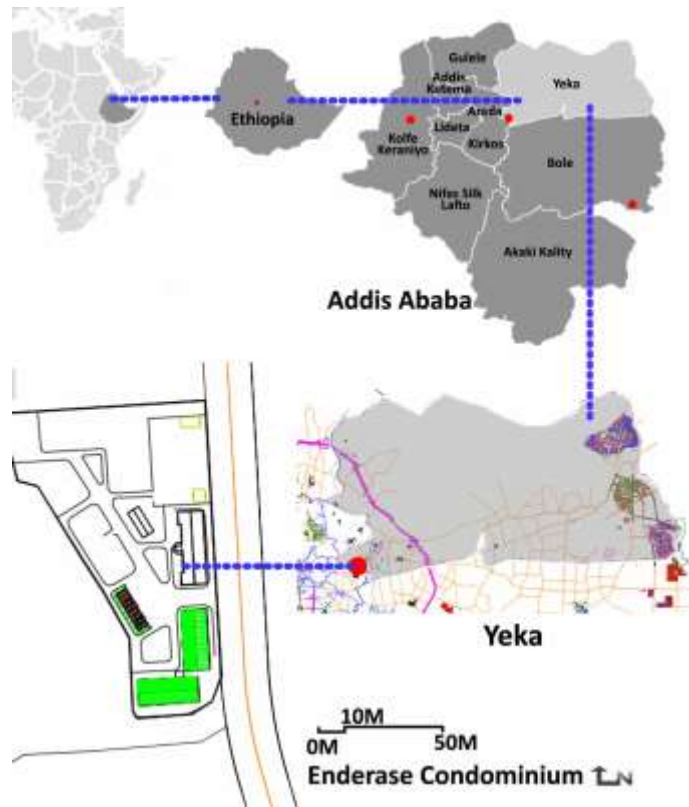 Gulele
Addis
Ketema
Yeka
Arada
Ethiopia
Lideta
Kolfe
Keraniyo
Kirkos
Bole
Nifas Silk
Lafto
Akaki Kality
Addis Ababa
Yeka
10M
0M
50M
Enderase Condominium
N